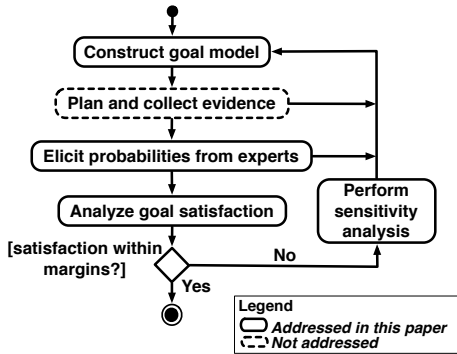 Construct goal model
Plan and collect evidence
Elicit probabilities from experts
Analyze goal satisfaction
Perform
sensitivity
analysis
[satisfaction within
margins?]
No
Yes
Legend
Addressed in this paper
Not addressed